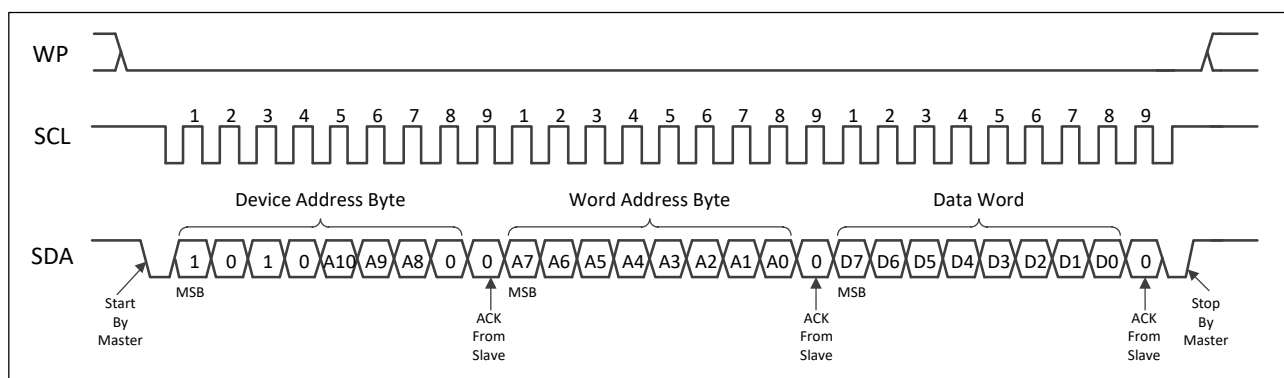 WP
SCL
1 2 3 4 5 6 7 8 9 1 2 3 4 5 6 7 8 9 1 2 3 4 5 6 7 8 9
Device Address Byte Word Address Byte Data Word
SDA
1 0 1 0 A10 A9 A8 0 0 A7 A6 A5 A4 A3 A2 A1 A0 0 D7 D6 D5 D4 D3 D2 D1 D0 0
MSB MSB MSB
Start
By
Master
ACK
From
Slave
ACK
From
Slave
ACK
From
Slave
Stop
By
Master